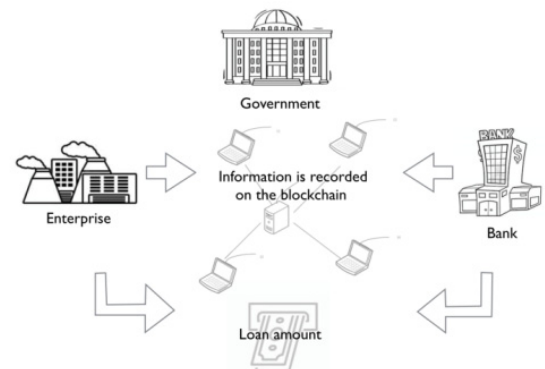 Government
Information is recorded
on the blockchain
Enterprise
BANK
$
Bank
Loan amount